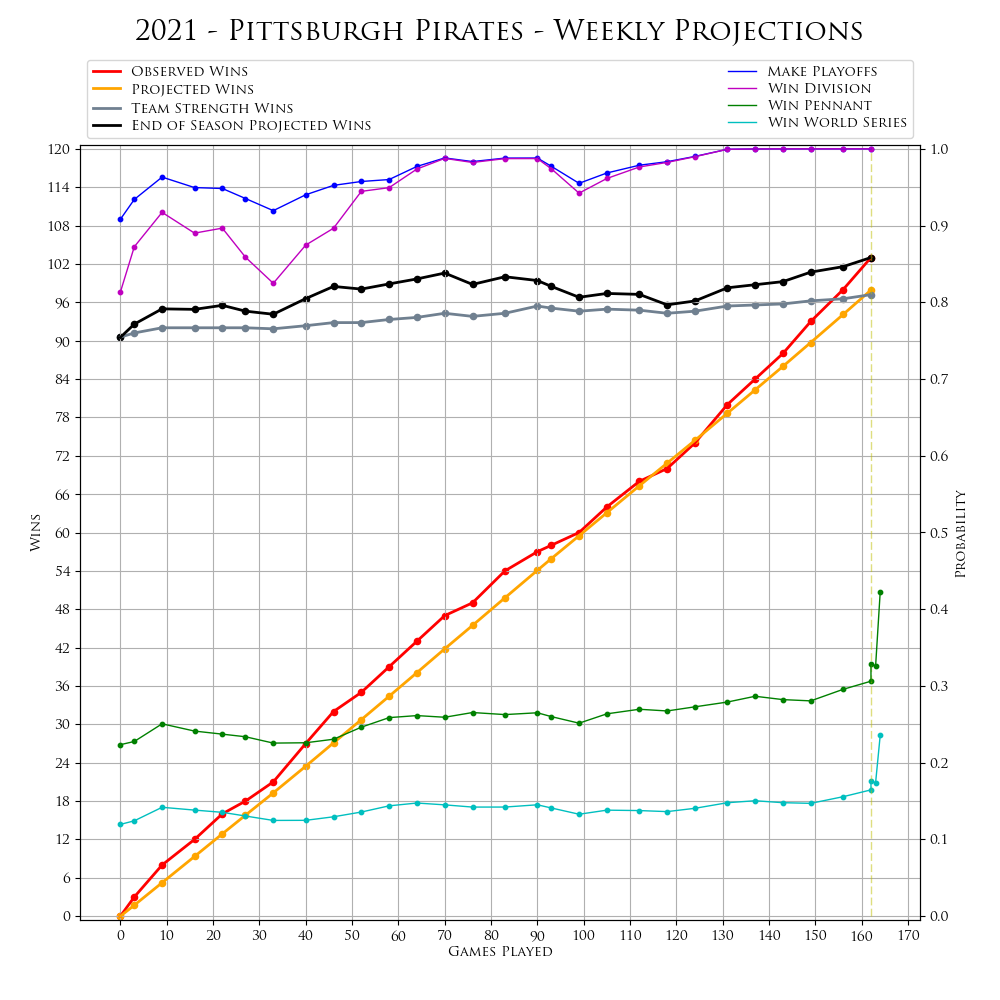 2021 - Pittsburgh Pirates - Weekly Projections
Observed Wins
Projected Wins
Team Strength Wins
End of Season Projected Wins
Make Playoffs
Win Division
Win Pennant
Win World Series
120
114
108
102
96
90
84
78
72
66
60
54
48
42
36
30
24
18
12
6
0
Wins
1.0
0.9
0.8
0.7
0.6
0.5
0.4
0.3
0.2
0.1
0.0
Probability
0 10 20 30 40 50 60 70 80 90 100 110 120 130 140 150 160 170
Games Played